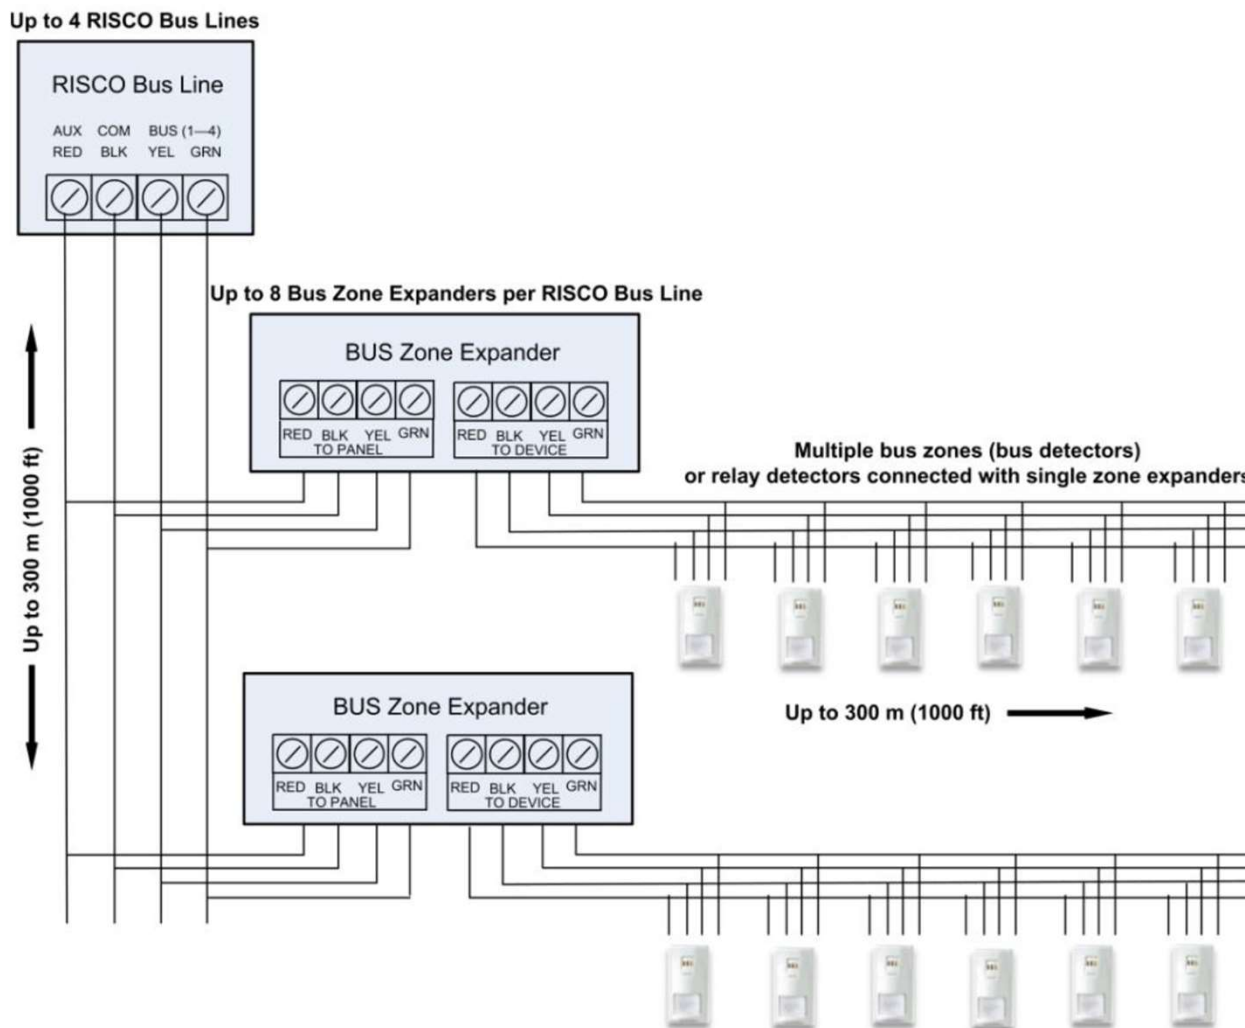 Up to 4 RISCO Bus Lines
RISCO Bus Line
AUX COM BUS (1—4)
RED BLK YEL GRN
Up to 8 Bus Zone Expanders per RISCO Bus Line
BUS Zone Expander
RED BLK YEL GRN RED BLK YEL GRN
TO PANEL TO DEVICE
Multiple bus zones (bus detectors)
or relay detectors connected with single zone expanders
Up to 300 m (1000 ft)
BUS Zone Expander
RED BLK YEL GRN RED BLK YEL GRN
TO PANEL TO DEVICE
Up to 300 m (1000 ft)